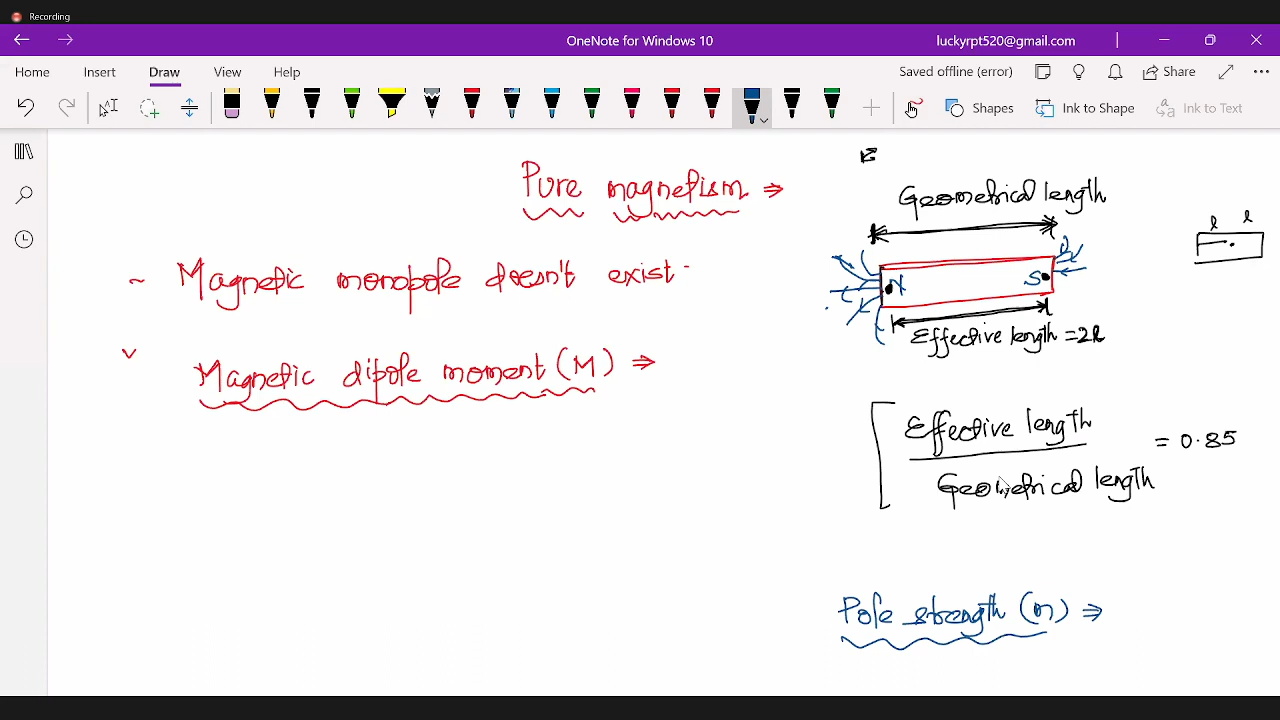 Recording
OneNote for Windows 10
luckyrpt520@gmail.com
Home Insert Draw View Help
Saved offline (error)
Share
Shapes
Ink to Shape
Ink to Text
Pure magnetism ⇒
~ Magnetic monopole doesn't exist -
Magnetic dipole moment (M) ⇒
Geometrical length
l l
N S
Effective length = 2l
Effective length
Geometrical length
= 0.85
Pole strength (m) ⇒